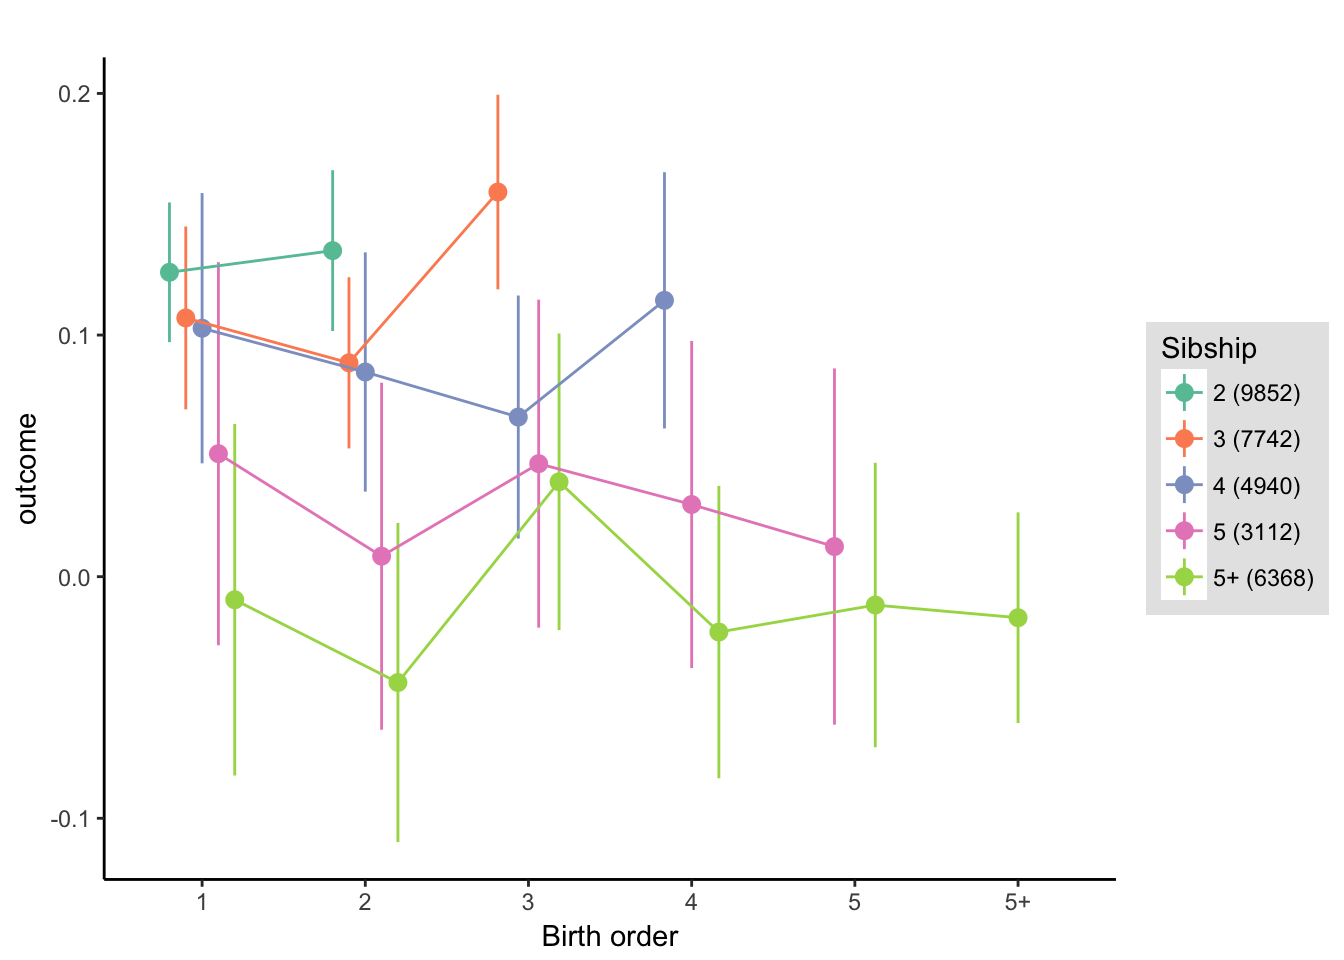 0.2
0.1
0.0
-0.1
outcome
1 2 3 4 5 5+
Birth order
Sibship
2 (9852)
3 (7742)
4 (4940)
5 (3112)
5+ (6368)